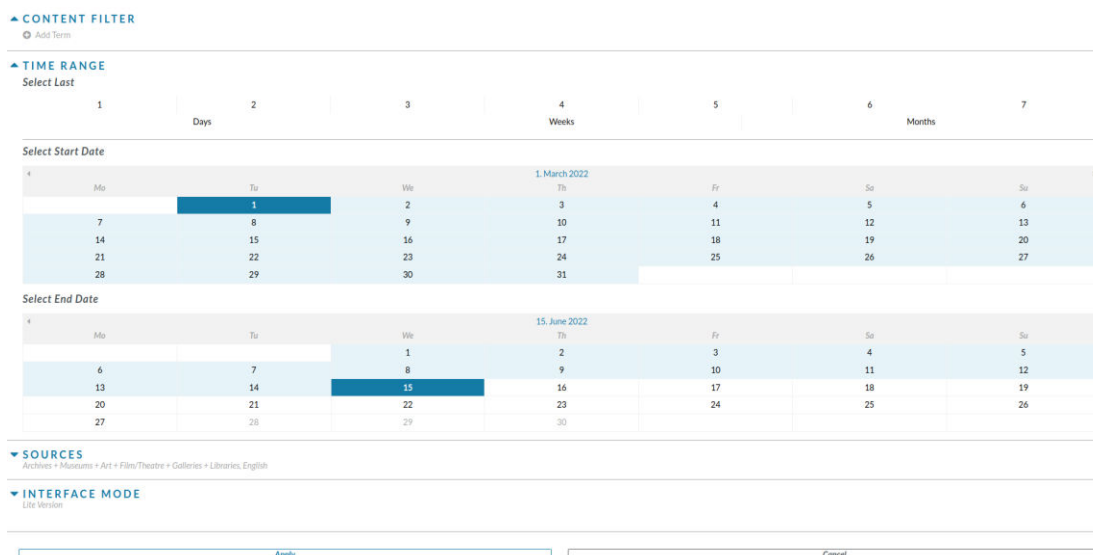 CONTENT FILTER
Add Term
TIME RANGE
Select Last
1 2 3 4 5 6 7
Days Weeks Months
Select Start Date
1. March 2022
Mo Tu We Th Fr Sa Su
1 2 3 4 5 6
7 8 9 10 11 12 13
14 15 16 17 18 19 20
21 22 23 24 25 26 27
28 29 30 31
Select End Date
15. June 2022
Mo Tu We Th Fr Sa Su
1 2 3 4 5
6 7 8 9 10 11 12
13 14 15 16 17 18 19
20 21 22 23 24 25 26
27 28 29 30
SOURCES
Archives + Museums + Art + Film/Theatre + Galleries + Libraries, English
INTERFACE MODE
Lite Version
Apply Cancel